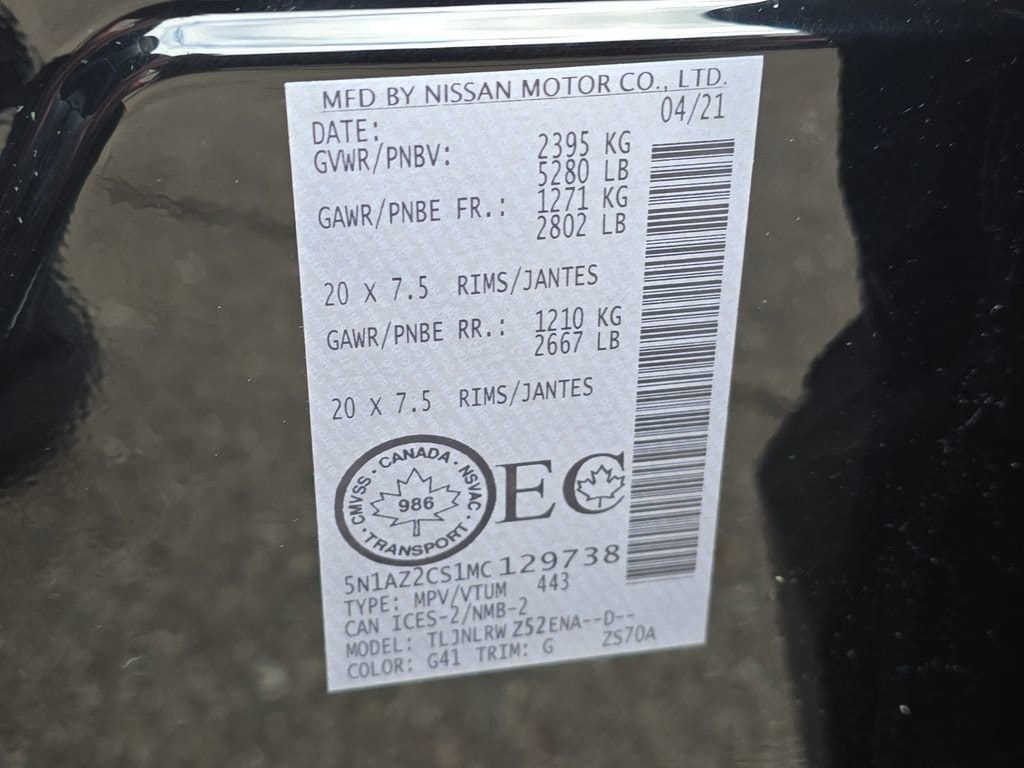 MFD BY NISSAN MOTOR CO., LTD.
DATE: 04/21
GVWR/PNBV: 2395 KG
5280 LB
GAWR/PNBE FR.: 1271 KG
2802 LB
20 X 7.5 RIMS/JANTES
GAWR/PNBE RR.: 1210 KG
2667 LB
20 X 7.5 RIMS/JANTES
CMVSS · CANADA · NSVAC · TRANSPORT ·
986
EC
5N1AZ2CS1MC129738
TYPE: MPV/VTUM 443
CAN ICES-2/NMB-2
MODEL: TLJNLRW Z52ENA--D--
COLOR: G41 TRIM: G ZS70A